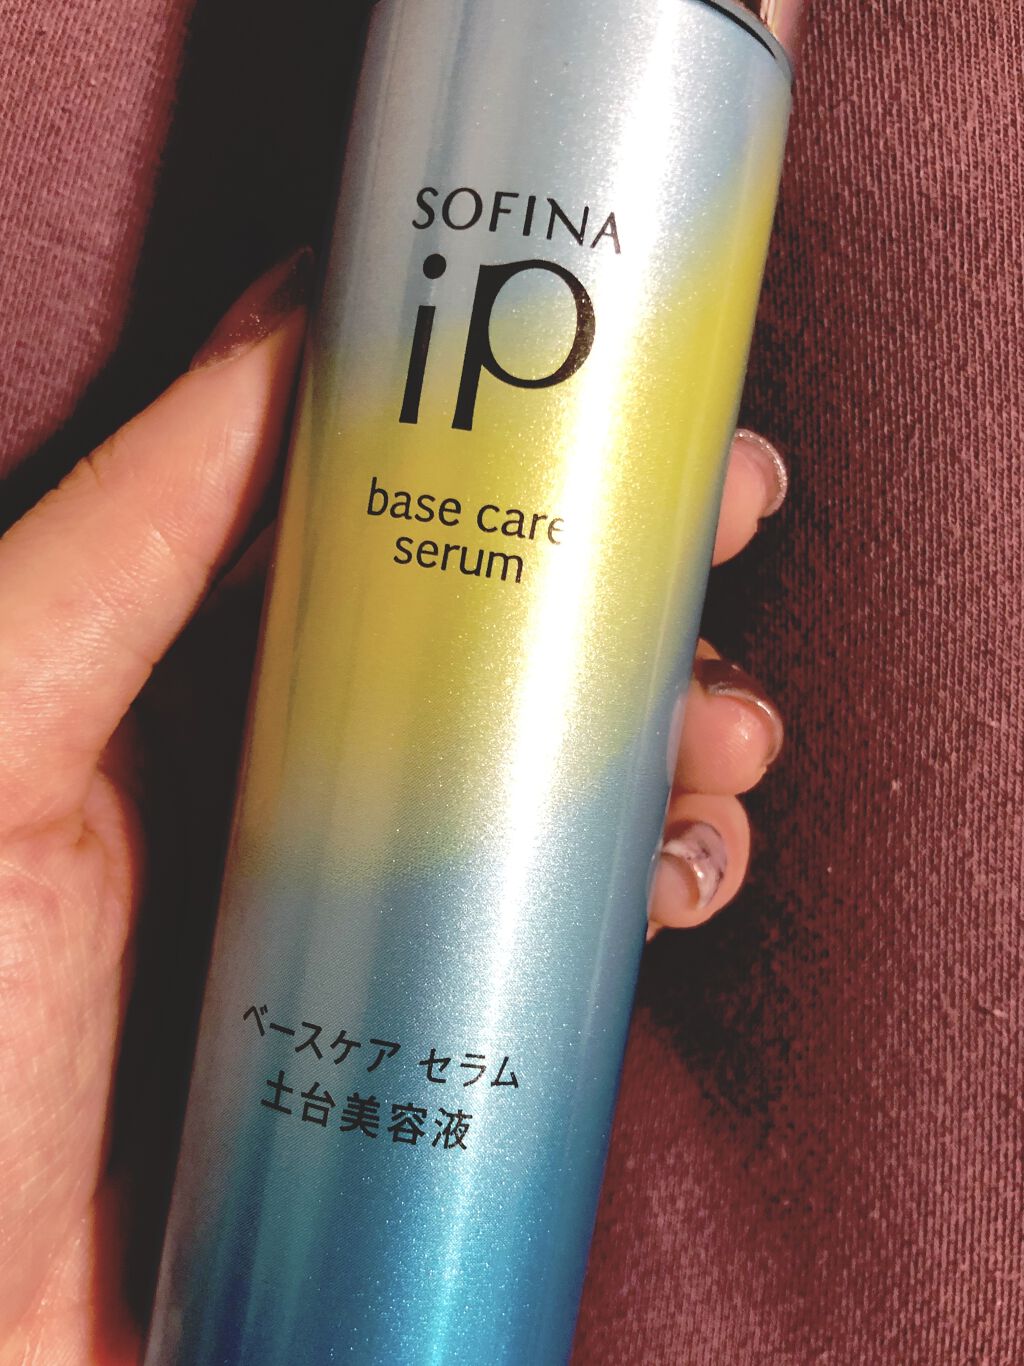 SOFINA
iP
base care
serum
ベースケア セラム
土台美容液